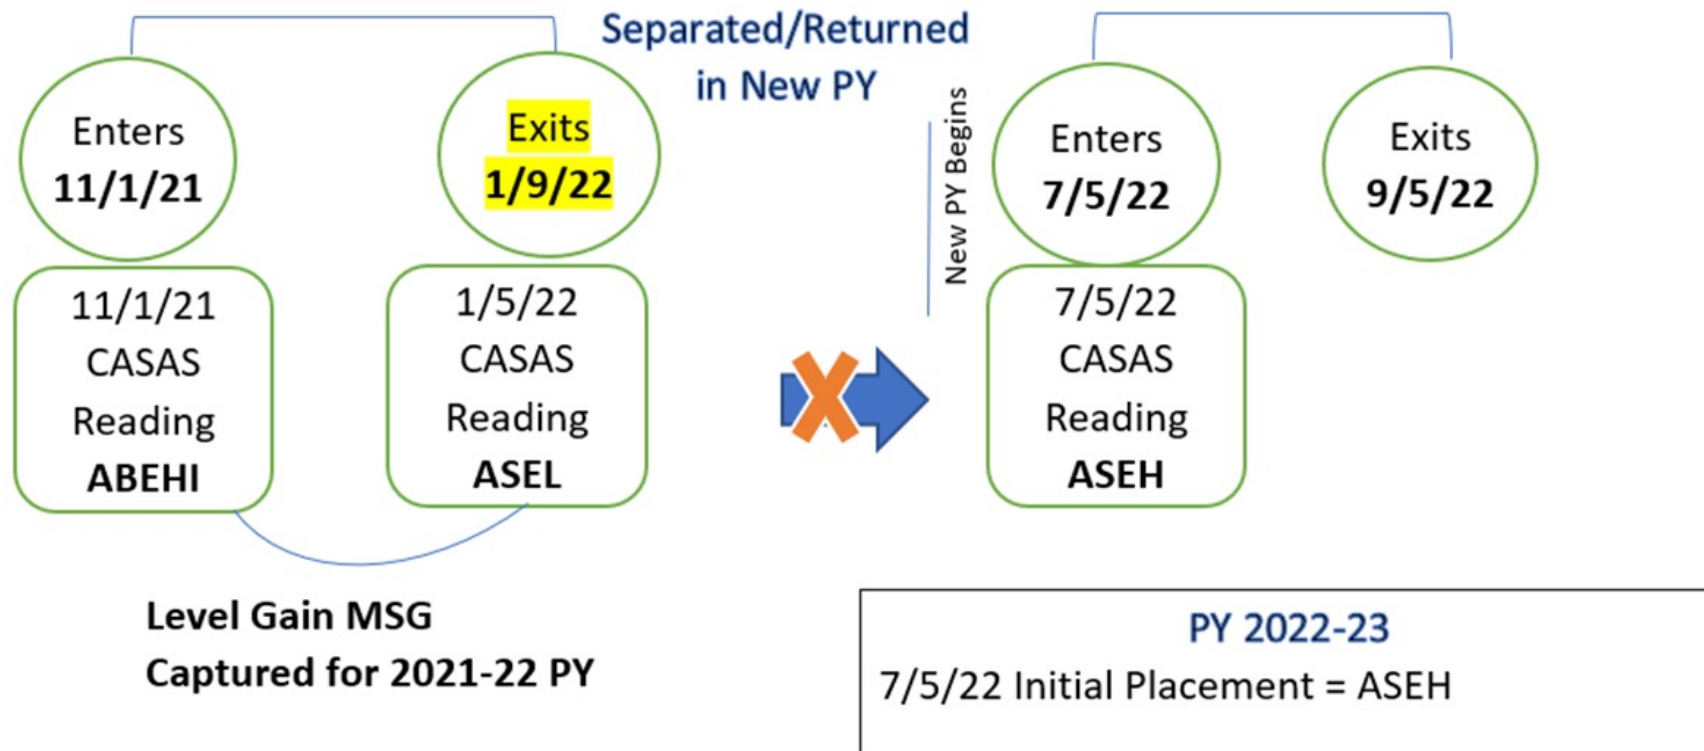 Separated/Returned
in New PY
Enters
11/1/21
Exits
1/9/22
New PY Begins
Enters
7/5/22
Exits
9/5/22
11/1/21
CASAS
Reading
ABEHI
1/5/22
CASAS
Reading
ASEL
7/5/22
CASAS
Reading
ASEH
Level Gain MSG
Captured for 2021-22 PY
PY 2022-23
7/5/22 Initial Placement = ASEH